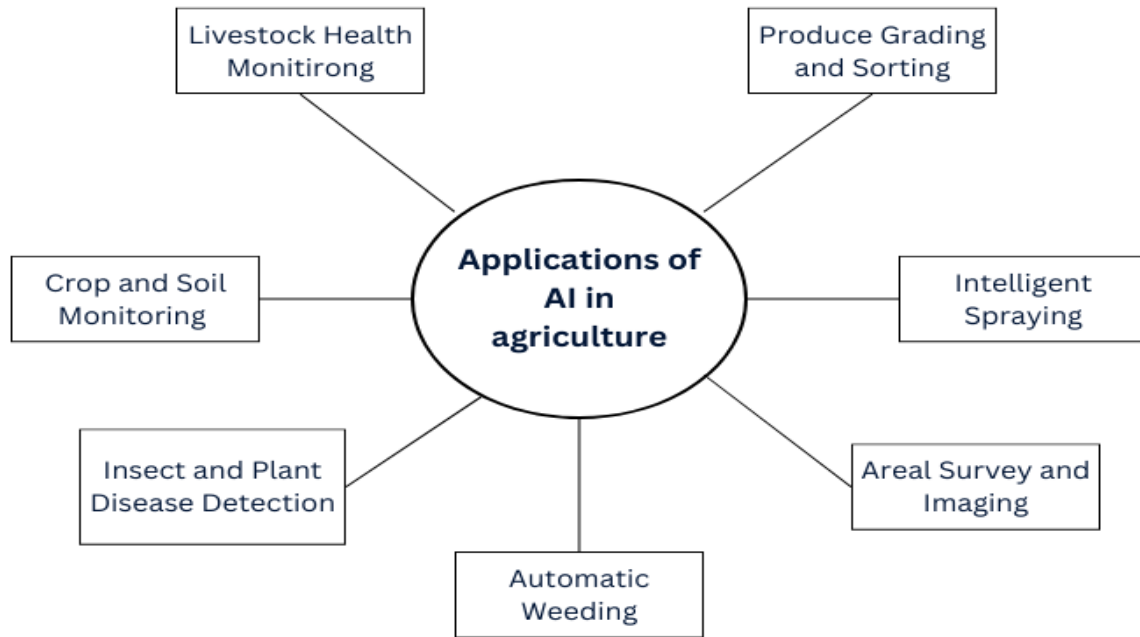 Livestock Health
Monitirong
Produce Grading
and Sorting
Applications of
AI in
agriculture
Crop and Soil
Monitoring
Intelligent
Spraying
Insect and Plant
Disease Detection
Areal Survey and
Imaging
Automatic
Weeding